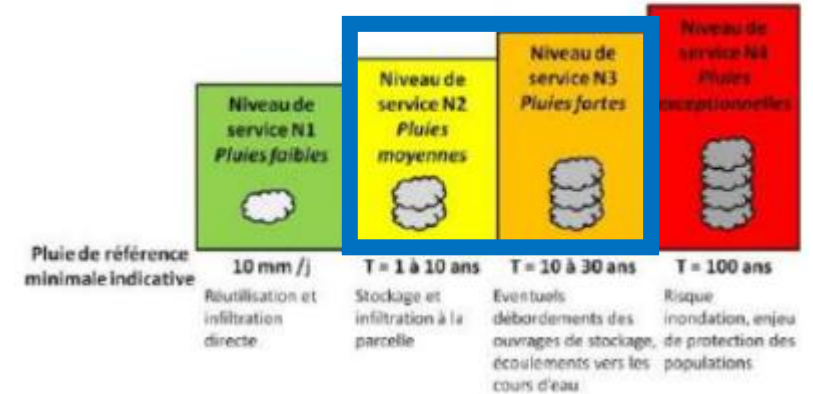 Niveau de
service N1
Pluies faibles
Niveau de
service N2
Pluies
moyennes
Niveau de
service N3
Pluies fortes
Niveau de
service N4
Pluies
exceptionnelles
Pluie de référence
minimale indicative
10 mm /j
T = 1 à 10 ans
T = 10 à 30 ans
T = 100 ans
Réutilisation et
infiltration
directe
Stockage et
infiltration à la
parcelle
Eventuels
débordements des
ouvrages de stockage,
écoulements vers les
cours d'eau
Risque
inondation, enjeu
de protection des
populations